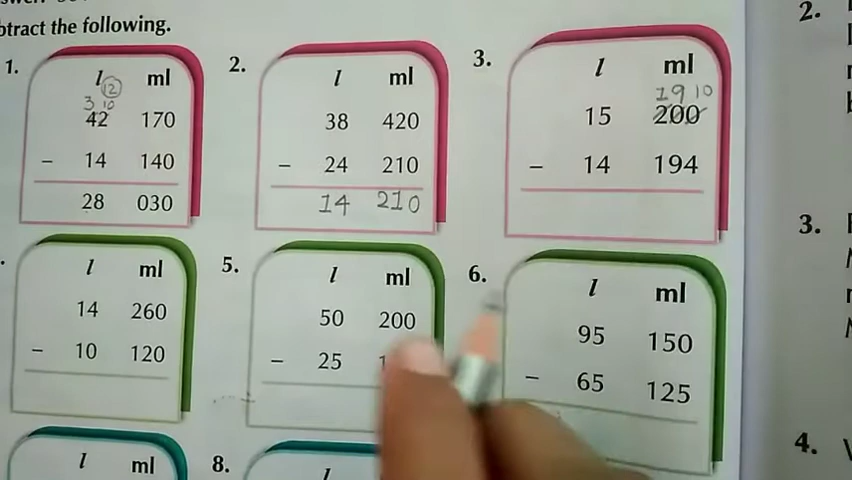 btract the following.
1.
l ml
12
3 10
42 170
– 14 140
28 030
2.
l ml
38 420
– 24 210
14 210
3.
l ml
19 10
15 200
– 14 194
l ml
14 260
– 10 120
5.
l ml
50 200
– 25 1
6.
l ml
95 150
– 65 125
l ml
8.
l
2.
3.
4.